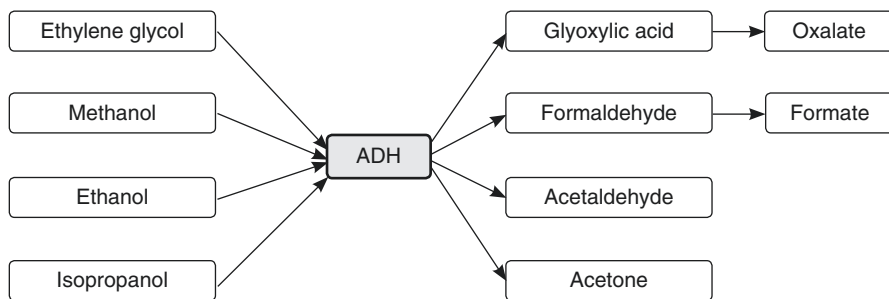 Ethylene glycol
Methanol
Ethanol
Isopropanol
ADH
Glyoxylic acid
Oxalate
Formaldehyde
Formate
Acetaldehyde
Acetone